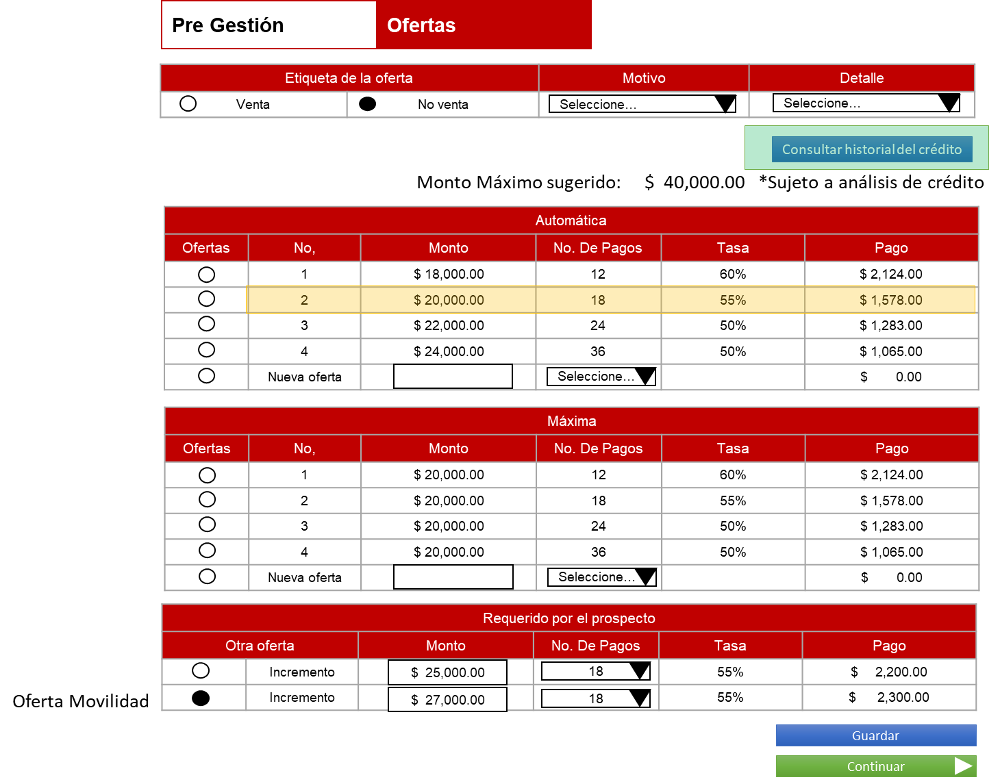 Pre Gestión Ofertas
Etiqueta de la oferta Motivo Detalle
Venta No venta Seleccione... Seleccione...
Consultar historial del crédito
Monto Máximo sugerido: $ 40,000.00 *Sujeto a análisis de crédito
Automática
Ofertas No, Monto No. De Pagos Tasa Pago
1 $ 18,000.00 12 60% $ 2,124.00
2 $ 20,000.00 18 55% $ 1,578.00
3 $ 22,000.00 24 50% $ 1,283.00
4 $ 24,000.00 36 50% $ 1,065.00
Nueva oferta Seleccione... $ 0.00
Máxima
Ofertas No, Monto No. De Pagos Tasa Pago
1 $ 20,000.00 12 60% $ 2,124.00
2 $ 20,000.00 18 55% $ 1,578.00
3 $ 20,000.00 24 50% $ 1,283.00
4 $ 20,000.00 36 50% $ 1,065.00
Nueva oferta Seleccione... $ 0.00
Requerido por el prospecto
Otra oferta Monto No. De Pagos Tasa Pago
Incremento $ 25,000.00 18 55% $ 2,200.00
Oferta Movilidad Incremento $ 27,000.00 18 55% $ 2,300.00
Guardar
Continuar